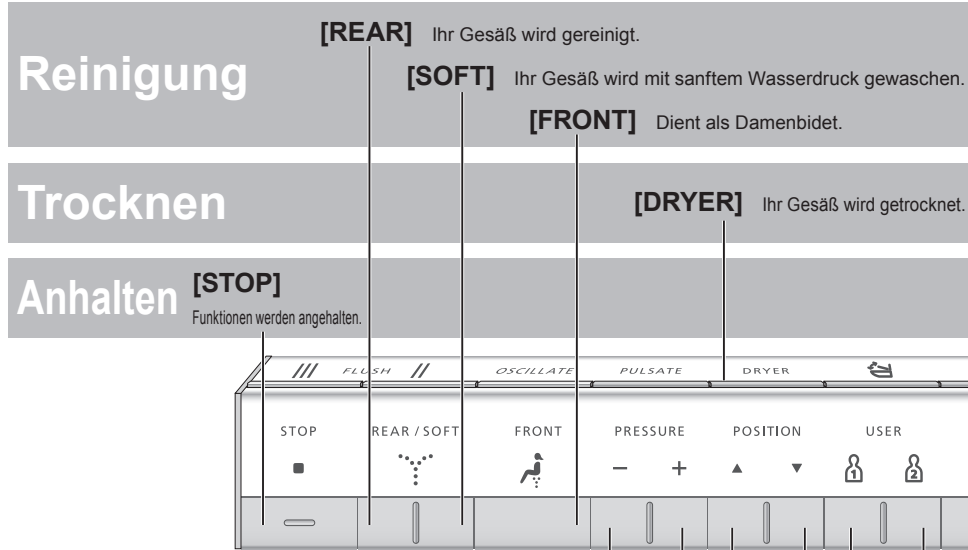 [REAR] Ihr Gesäß wird gereinigt.
Reinigung
[SOFT] Ihr Gesäß wird mit sanftem Wasserdruck gewaschen.
[FRONT] Dient als Damenbidet.
Trocknen
[DRYER] Ihr Gesäß wird getrocknet.
Anhalten
[STOP]
Funktionen werden angehalten.
/// FLUSH // OSCILLATE PULSATE DRYER
STOP REAR / SOFT FRONT PRESSURE POSITION USER
− + ▲ ▼ 1 2